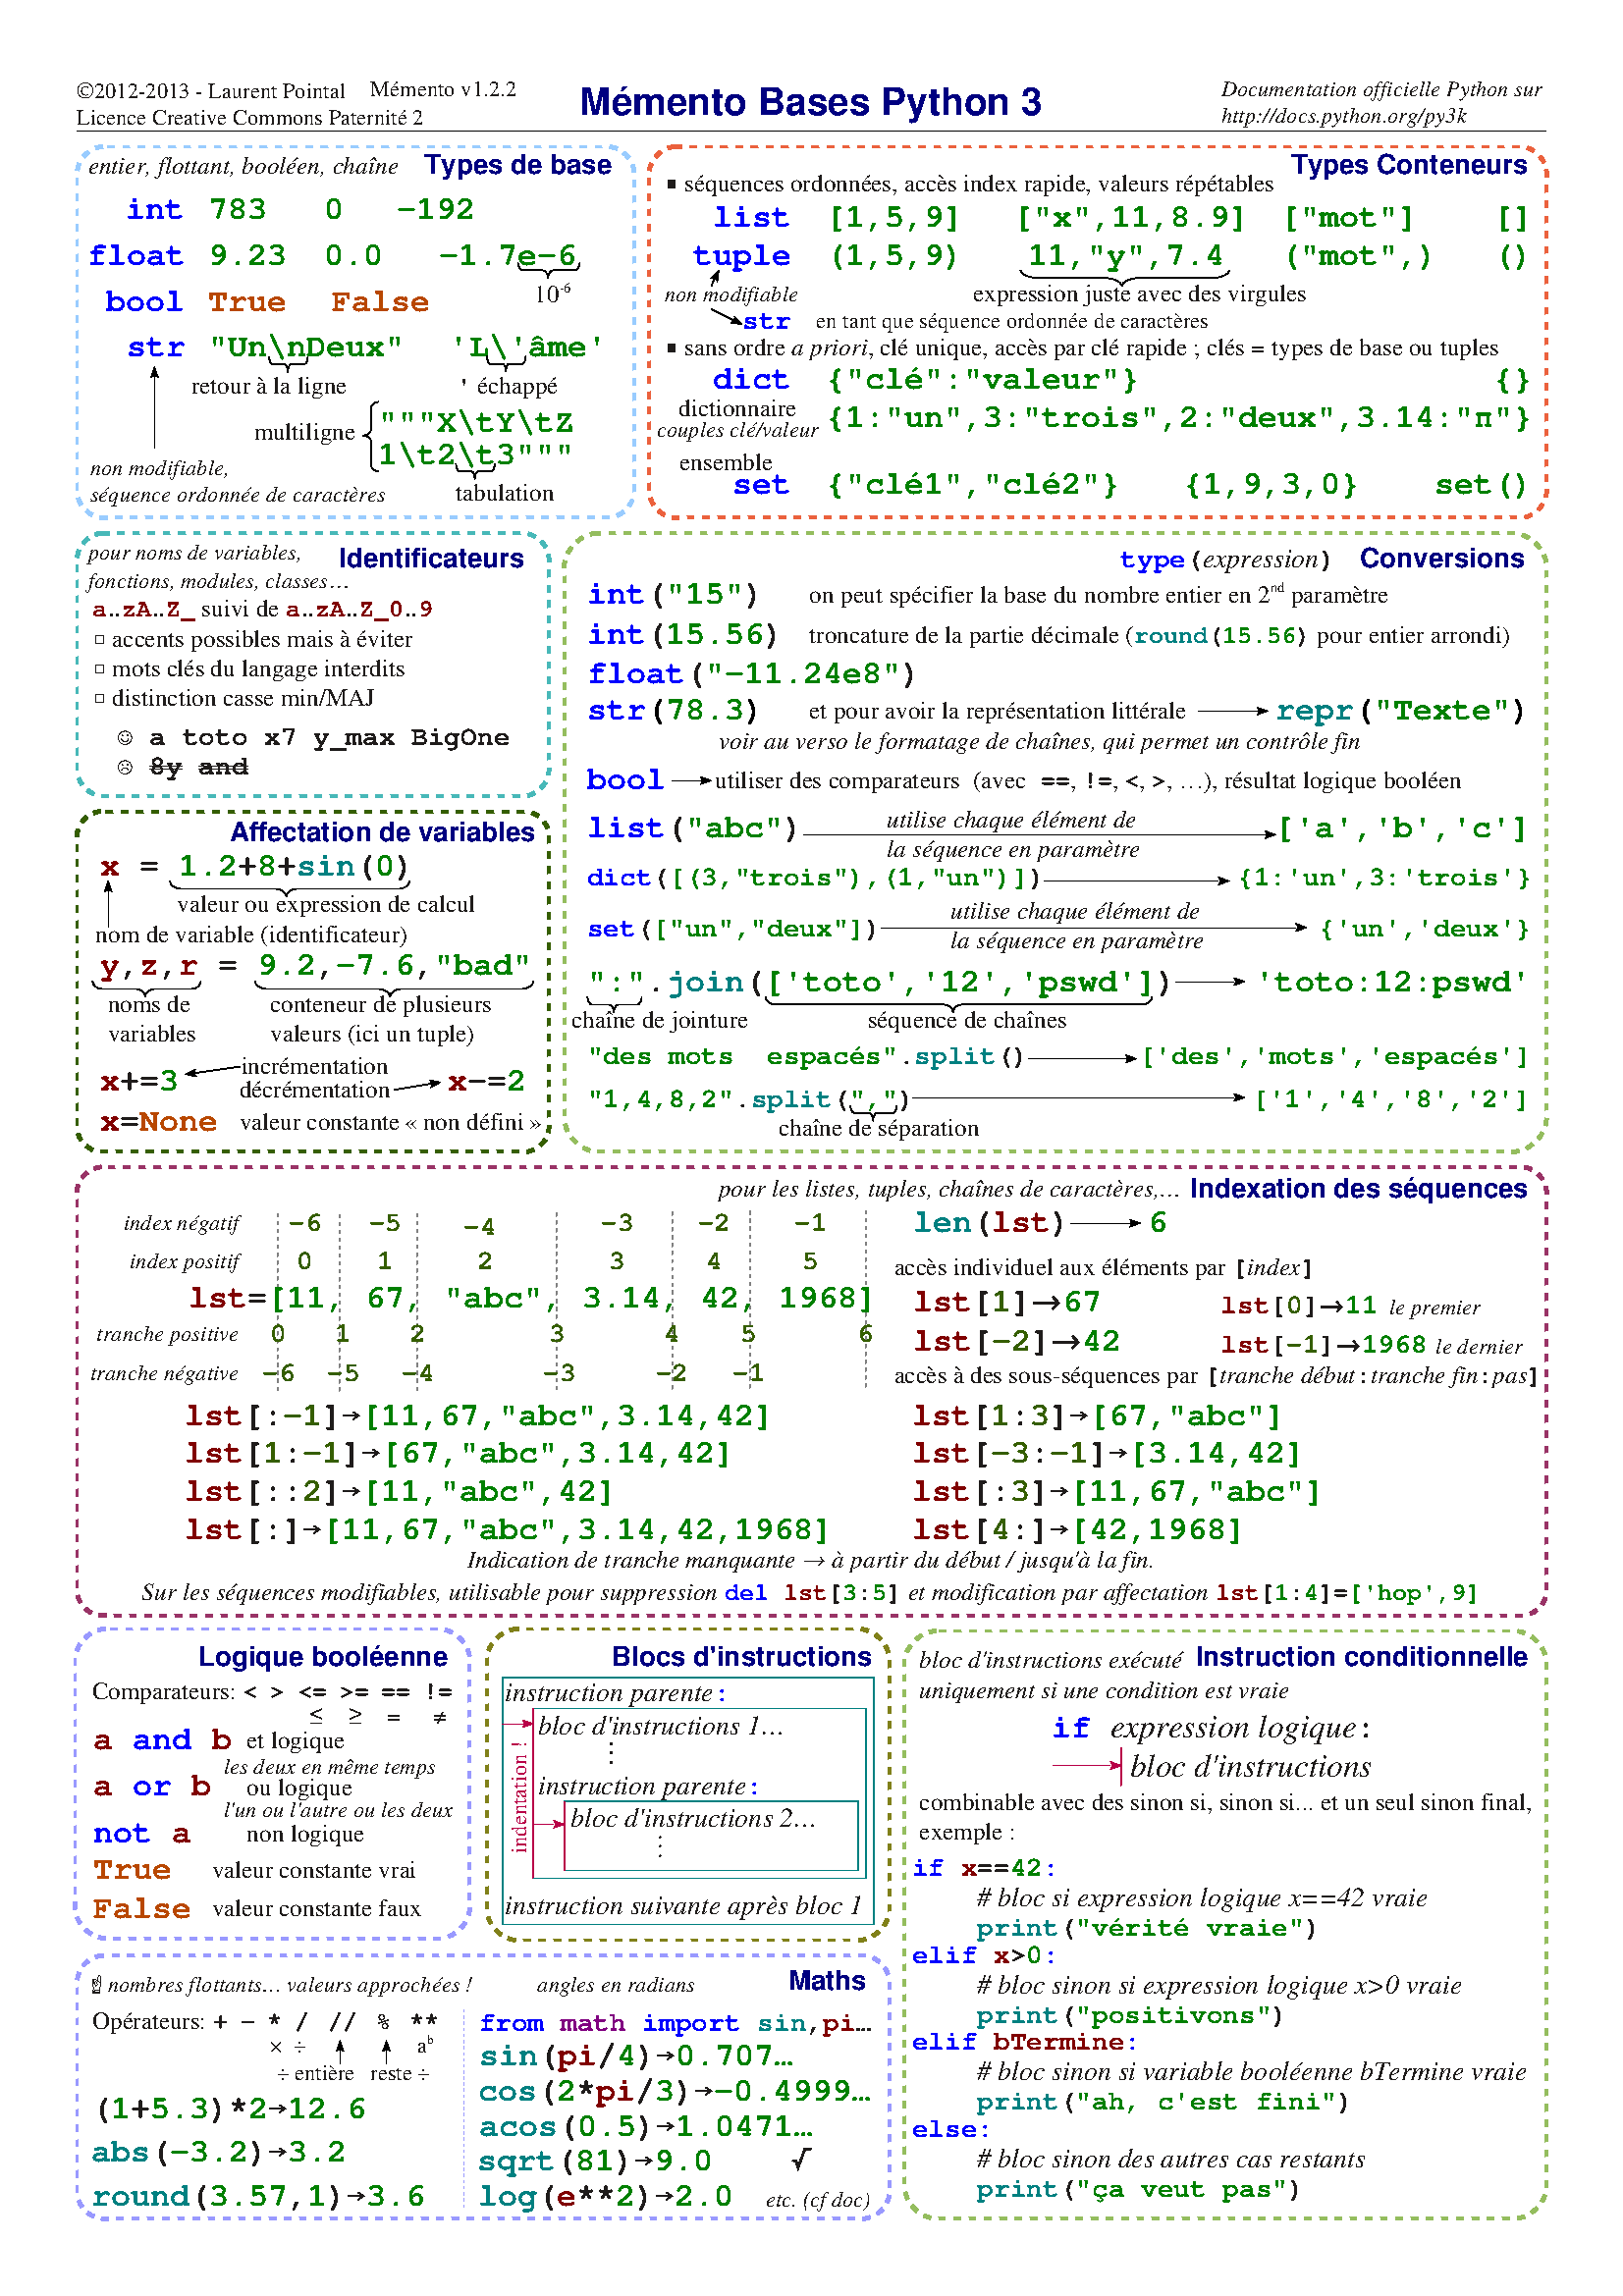 ©2012-2013 - Laurent Pointal    Mémento v1.2.2
Licence Creative Commons Paternité 2
Mémento Bases Python 3
Documentation officielle Python sur
http://docs.python.org/py3k
entier, flottant, booléen, chaîne    Types de base
int 783 0 -192
float 9.23 0.0 -1.7e-6
10-6
bool True False
str "Un\nDeux" 'L\'âme'
retour à la ligne    ' échappé
multiligne
"""X\tY\tZ
1\t2\t3"""
tabulation
non modifiable,
séquence ordonnée de caractères
Types Conteneurs
▪ séquences ordonnées, accès index rapide, valeurs répétables
list [1,5,9] ["x",11,8.9] ["mot"] []
tuple (1,5,9) 11,"y",7.4 ("mot",) ()
non modifiable    expression juste avec des virgules
str en tant que séquence ordonnée de caractères
▪ sans ordre a priori, clé unique, accès par clé rapide ; clés = types de base ou tuples
dict {"clé":"valeur"} {}
dictionnaire
couples clé/valeur
{1:"un",3:"trois",2:"deux",3.14:"π"}
ensemble
set {"clé1","clé2"} {1,9,3,0} set()
pour noms de variables,    Identificateurs
fonctions, modules, classes…
a..zA..Z_ suivi de a..zA..Z_0..9
▫ accents possibles mais à éviter
▫ mots clés du langage interdits
▫ distinction casse min/MAJ
☺ a toto x7 y_max BigOne
☹ 8y and
type(expression)    Conversions
int("15") on peut spécifier la base du nombre entier en 2nd paramètre
int(15.56) troncature de la partie décimale (round(15.56) pour entier arrondi)
float("-11.24e8")
str(78.3) et pour avoir la représentation littérale → repr("Texte")
voir au verso le formatage de chaînes, qui permet un contrôle fin
bool → utiliser des comparateurs (avec ==, !=, <, >, …), résultat logique booléen
list("abc") utilise chaque élément de → ['a','b','c']
la séquence en paramètre
dict([(3,"trois"),(1,"un")]) → {1:'un',3:'trois'}
set(["un","deux"]) utilise chaque élément de → {'un','deux'}
la séquence en paramètre
":".join(['toto','12','pswd']) → 'toto:12:pswd'
chaîne de jointure    séquence de chaînes
"des mots  espacés".split() → ['des','mots','espacés']
"1,4,8,2".split(",") → ['1','4','8','2']
chaîne de séparation
Affectation de variables
x = 1.2+8+sin(0)
valeur ou expression de calcul
nom de variable (identificateur)
y,z,r = 9.2,-7.6,"bad"
noms de    conteneur de plusieurs
variables    valeurs (ici un tuple)
x+=3 incrémentation
décrémentation x-=2
x=None valeur constante « non défini »
pour les listes, tuples, chaînes de caractères,…    Indexation des séquences
index négatif -6 -5 -4 -3 -2 -1
index positif 0 1 2 3 4 5
lst=[11, 67, "abc", 3.14, 42, 1968]
tranche positive 0 1 2 3 4 5 6
tranche négative -6 -5 -4 -3 -2 -1
len(lst) → 6
accès individuel aux éléments par [index]
lst[1]→67 lst[0]→11 le premier
lst[-2]→42 lst[-1]→1968 le dernier
accès à des sous-séquences par [tranche début:tranche fin:pas]
lst[:-1]→[11,67,"abc",3.14,42] lst[1:3]→[67,"abc"]
lst[1:-1]→[67,"abc",3.14,42] lst[-3:-1]→[3.14,42]
lst[::2]→[11,"abc",42] lst[:3]→[11,67,"abc"]
lst[:]→[11,67,"abc",3.14,42,1968] lst[4:]→[42,1968]
Indication de tranche manquante → à partir du début / jusqu'à la fin.
Sur les séquences modifiables, utilisable pour suppression del lst[3:5] et modification par affectation lst[1:4]=['hop',9]
Logique booléenne
Comparateurs: < > <= >= == !=
≤ ≥ = ≠
a and b et logique
les deux en même temps
a or b ou logique
l'un ou l'autre ou les deux
not a non logique
True valeur constante vrai
False valeur constante faux
Blocs d'instructions
instruction parente:
bloc d'instructions 1…
⋮
instruction parente:
bloc d'instructions 2…
⋮
instruction suivante après bloc 1
indentation !
bloc d'instructions exécuté    Instruction conditionnelle
uniquement si une condition est vraie
if expression logique:
bloc d'instructions
combinable avec des sinon si, sinon si... et un seul sinon final,
exemple :
if x==42:
# bloc si expression logique x==42 vraie
print("vérité vraie")
elif x>0:
# bloc sinon si expression logique x>0 vraie
print("positivons")
elif bTermine:
# bloc sinon si variable booléenne bTermine vraie
print("ah, c'est fini")
else:
# bloc sinon des autres cas restants
print("ça veut pas")
☝ nombres flottants… valeurs approchées !    angles en radians    Maths
Opérateurs: + - * / // % **
× ÷ ab
÷ entière reste ÷
(1+5.3)*2→12.6
abs(-3.2)→3.2
round(3.57,1)→3.6
from math import sin,pi…
sin(pi/4)→0.707…
cos(2*pi/3)→-0.4999…
acos(0.5)→1.0471…
sqrt(81)→9.0 √
log(e**2)→2.0 etc. (cf doc)